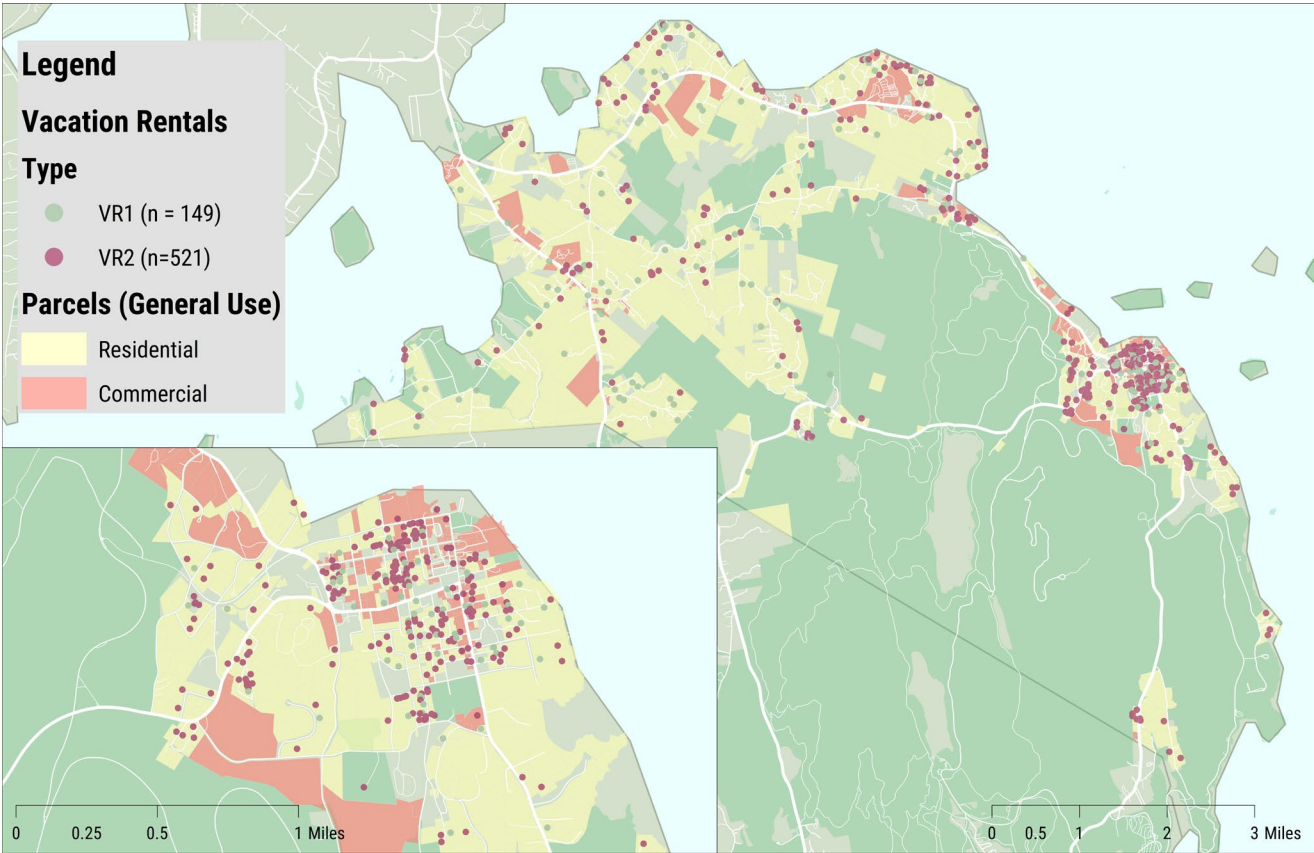 Legend
Vacation Rentals
Type
VR1 (n = 149)
VR2 (n=521)
Parcels (General Use)
Residential
Commercial
0 0.25 0.5 1 Miles
0 0.5 1 2 3 Miles